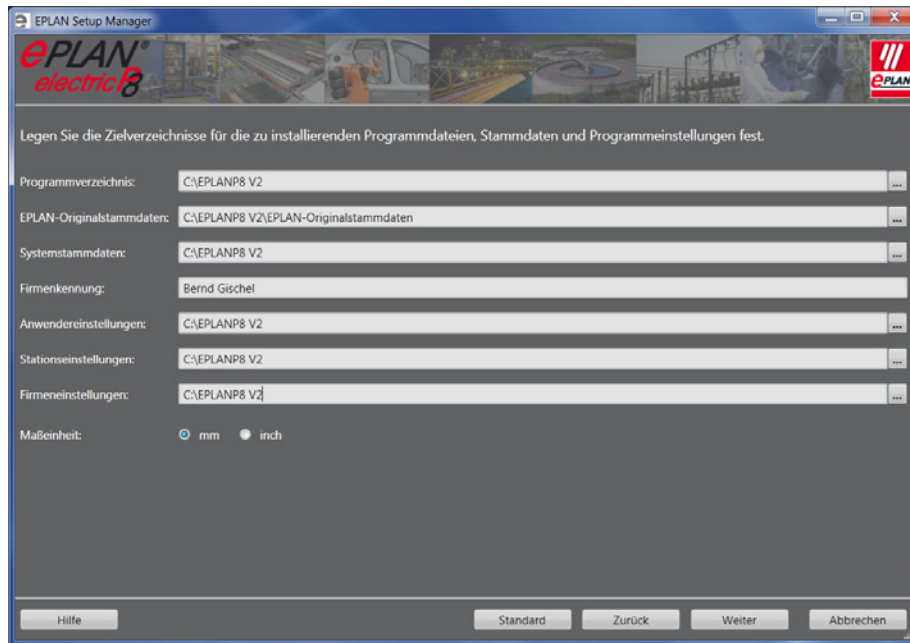 EPLAN Setup Manager
ePLAN®
electric P8
ePLAN
Legen Sie die Zielverzeichnisse für die zu installierenden Programmdateien, Stammdaten und Programmeinstellungen fest.
Programmverzeichnis: C:\EPLANP8 V2 ...
EPLAN-Originalstammdaten: C:\EPLANP8 V2\EPLAN-Originalstammdaten ...
Systemstammdaten: C:\EPLANP8 V2 ...
Firmenkennung: Bernd Gischel
Anwendereinstellungen: C:\EPLANP8 V2 ...
Stationseinstellungen: C:\EPLANP8 V2 ...
Firmeneinstellungen: C:\EPLANP8 V2 ...
Maßeinheit: mm inch
Hilfe Standard Zurück Weiter Abbrechen